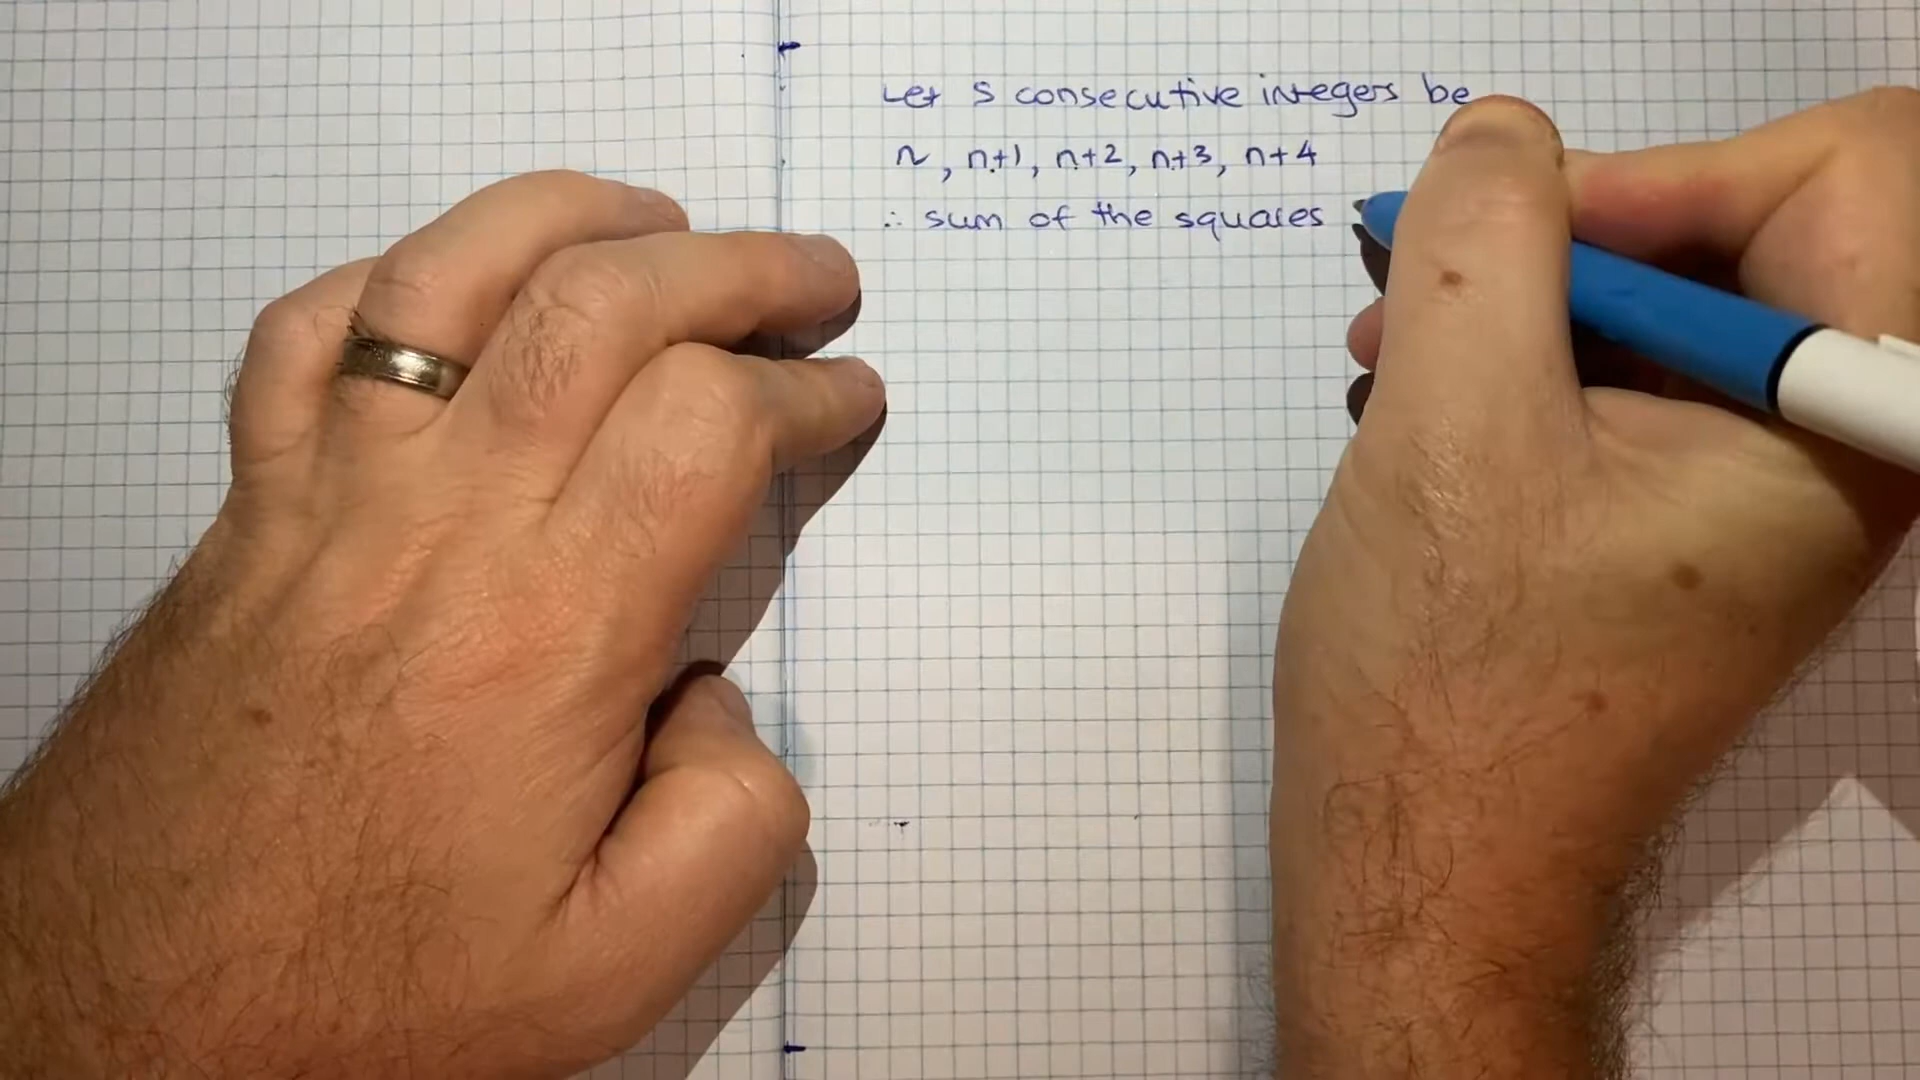 Let 5 consecutive integers be
n, n+1, n+2, n+3, n+4
∴ sum of the squares